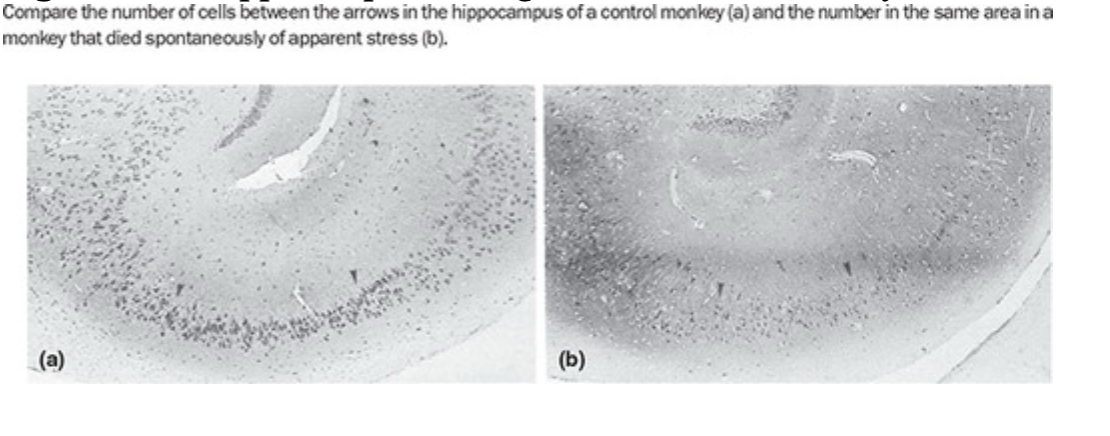 Compare the number of cells between the arrows in the hippocampus of a control monkey (a) and the number in the same area in a
monkey that died spontaneously of apparent stress (b).
(a) (b)